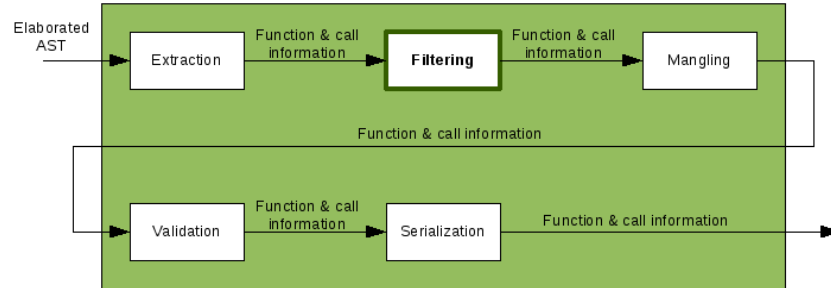 Elaborated
AST
Extraction
Function & call
information
Filtering
Function & call
information
Mangling
Function & call information
Validation
Function & call
information
Serialization
Function & call information